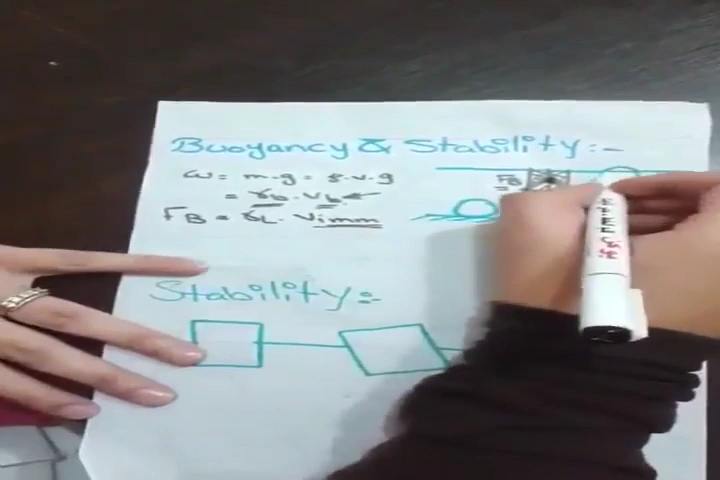 Buoyancy & Stability:-
ω = m.g = ρ.v.g
= γb.Vb
FB = γL. Vimm
FB
Stability:-